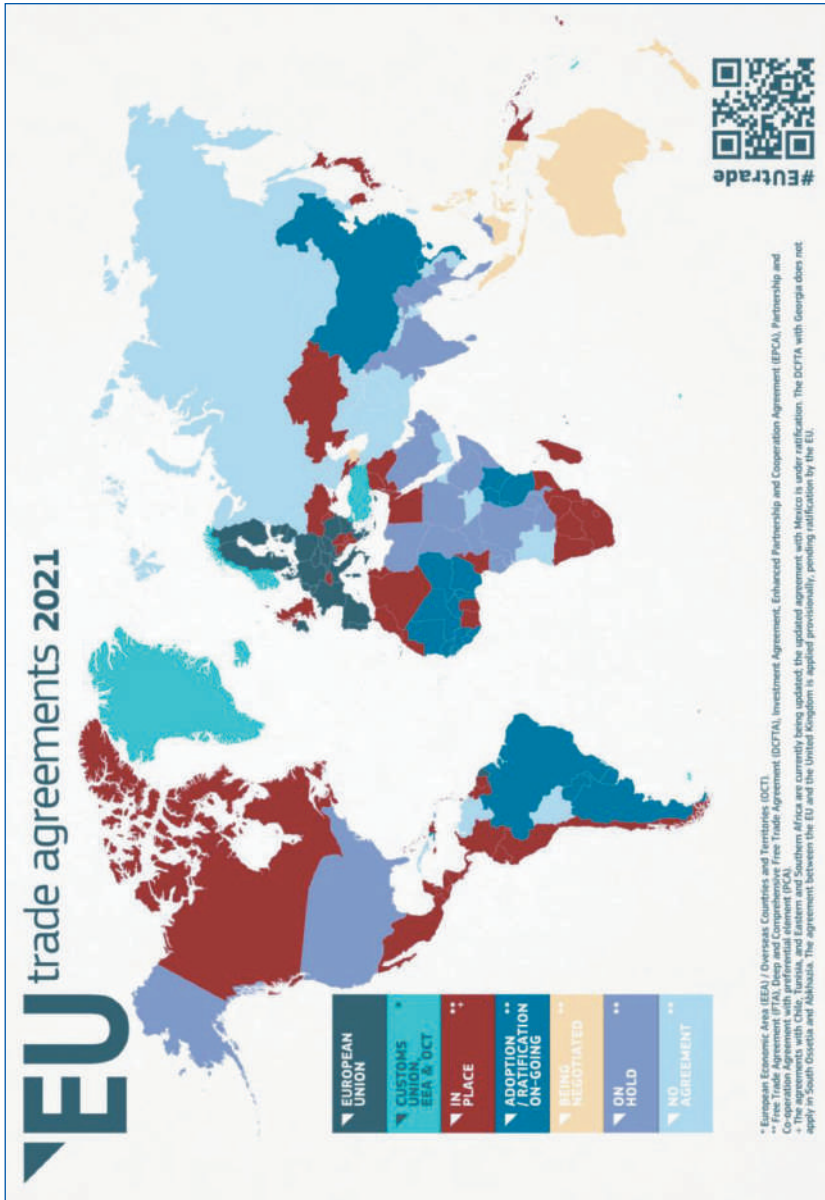 EU trade agreements 2021
EUROPEAN
UNION
CUSTOMS *
UNION,
EEA & OCT
IN **
PLACE +
ADOPTION **
/ RATIFICATION
ON-GOING
BEING **
NEGOTIATED
ON **
HOLD
NO **
AGREEMENT
#EUtrade
* European Economic Area (EEA) / Overseas Countries and Territories (OCT).
** Free Trade Agreement (FTA), Deep and Comprehensive Free Trade Agreement (DCFTA), Investment Agreement, Enhanced Partnership and Cooperation Agreement (EPCA), Partnership and
Co-operation Agreement with preferential element (PCA).
+ The agreements with Chile, Tunisia, and Eastern and Southern Africa are currently being updated; the updated agreement with Mexico is under ratification. The DCFTA with Georgia does not
apply in South Ossetia and Abkhazia. The agreement between the EU and the United Kingdom is applied provisionally, pending ratification by the EU.